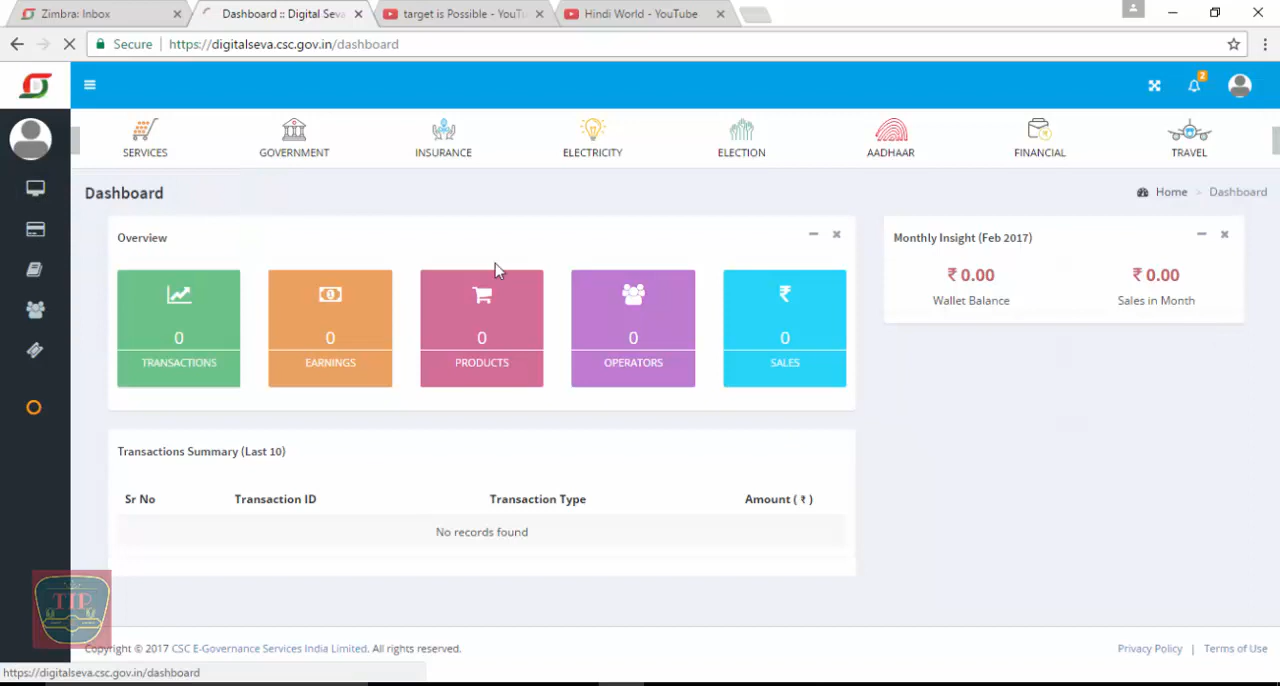 Zimbra: Inbox
Dashboard :: Digital Seva
target is Possible - YouTu
Hindi World - YouTube
Secure
https://digitalseva.csc.gov.in/dashboard
2
SERVICES
GOVERNMENT
INSURANCE
ELECTRICITY
ELECTION
AADHAAR
FINANCIAL
TRAVEL
Dashboard
Home > Dashboard
Overview
Monthly Insight (Feb 2017)
0
TRANSACTIONS
0
EARNINGS
0
PRODUCTS
0
OPERATORS
0
SALES
₹ 0.00
Wallet Balance
₹ 0.00
Sales in Month
Transactions Summary (Last 10)
Sr No Transaction ID Transaction Type Amount ( ₹ )
No records found
TIP
Copyright © 2017 CSC E-Governance Services India Limited. All rights reserved.
Privacy Policy | Terms of Use
https://digitalseva.csc.gov.in/dashboard